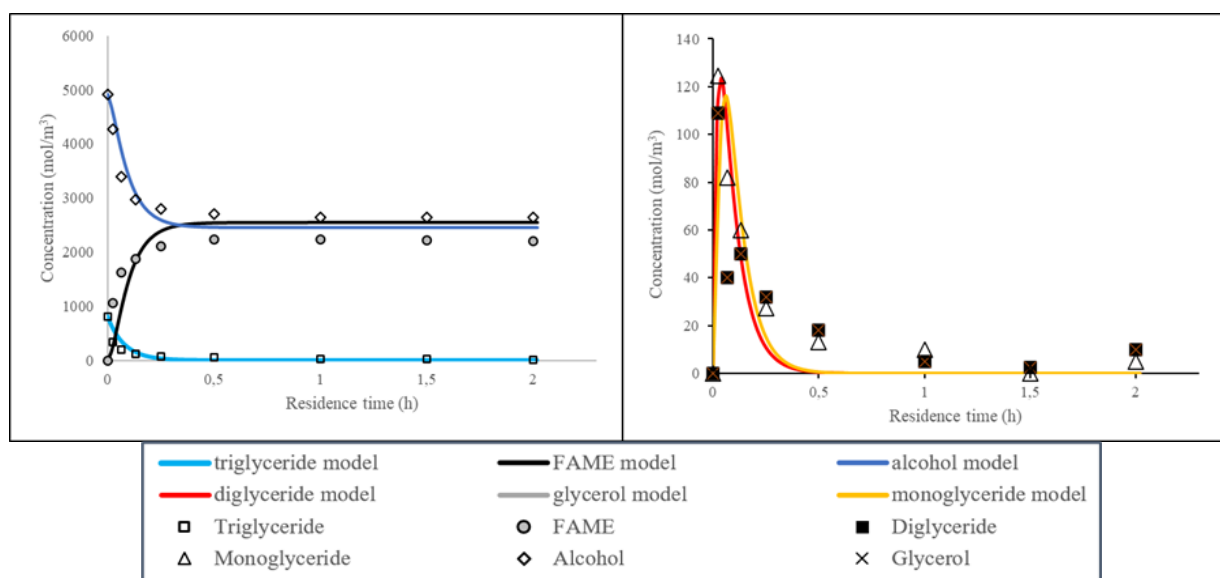 Concentration (mol/m³)
6000
5000
4000
3000
2000
1000
0
0 0,5 1 1,5 2
Residence time (h)
Concentration (mol/m³)
140
120
100
80
60
40
20
0
0 0,5 1 1,5 2
Residence time (h)
triglyceride model FAME model alcohol model
diglyceride model glycerol model monoglyceride model
Triglyceride FAME Diglyceride
Monoglyceride Alcohol Glycerol